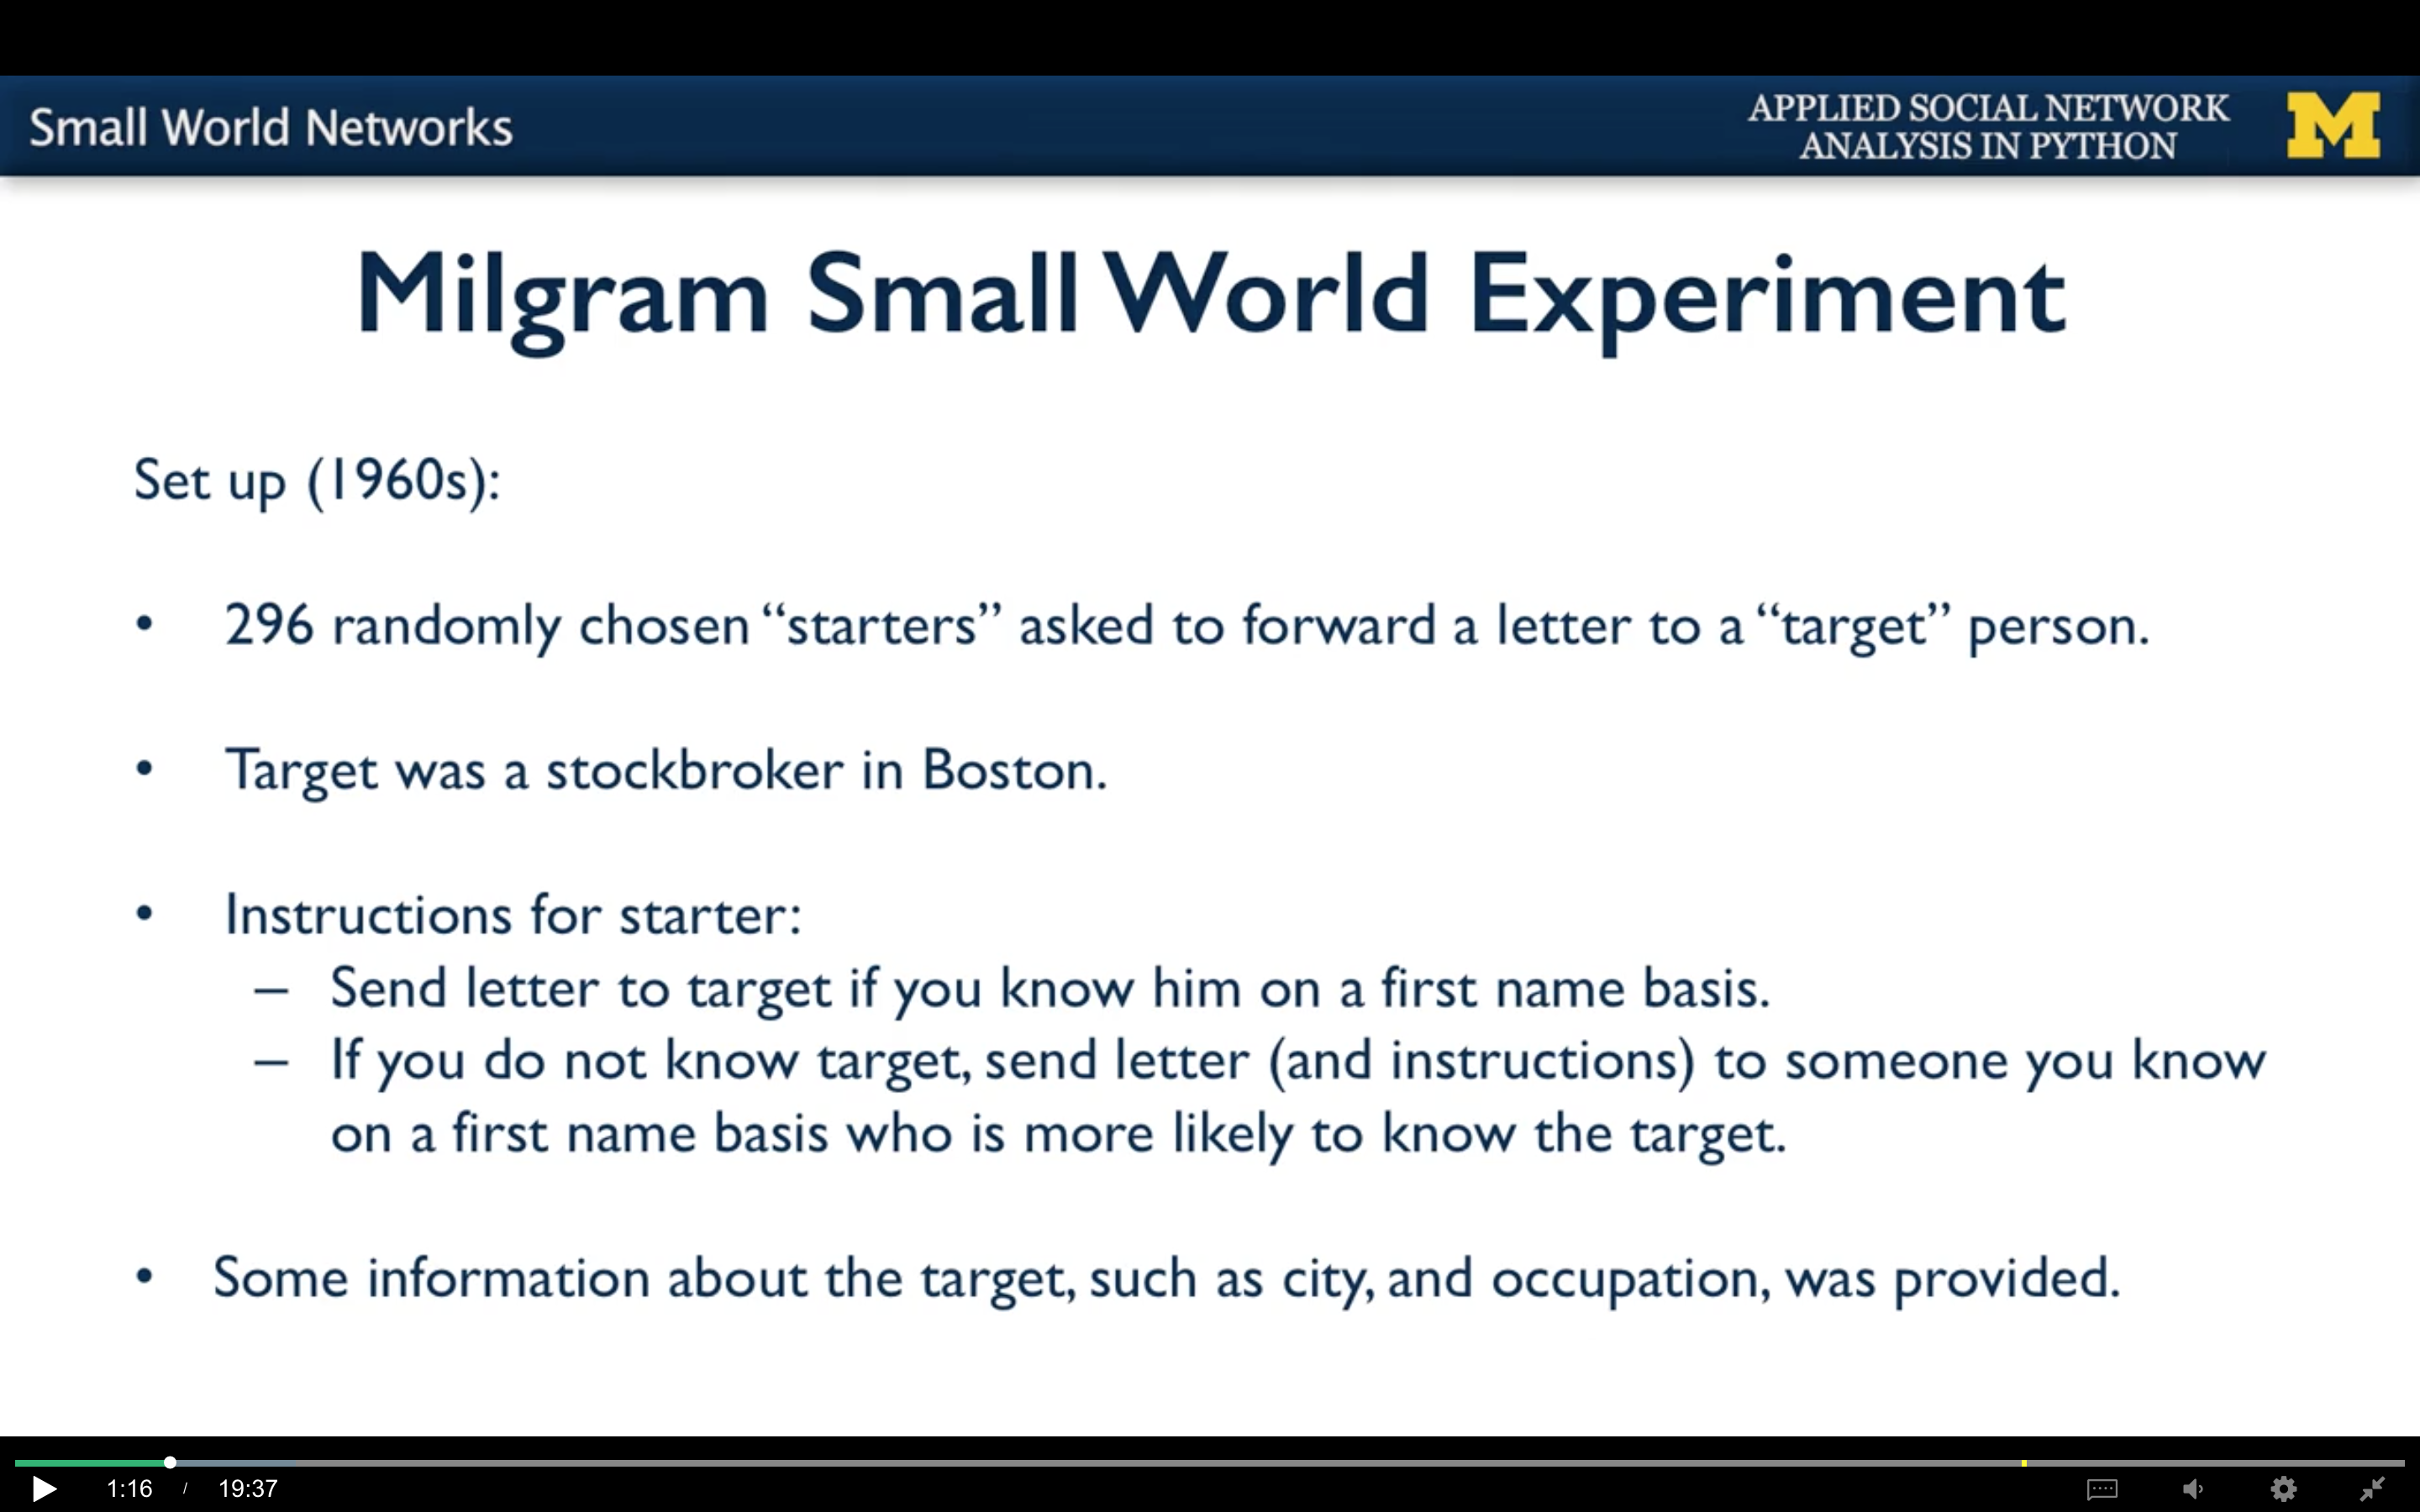 Small World Networks
APPLIED SOCIAL NETWORK
ANALYSIS IN PYTHON
M
Milgram Small World Experiment
Set up (1960s):
• 296 randomly chosen “starters” asked to forward a letter to a “target” person.
• Target was a stockbroker in Boston.
• Instructions for starter:
– Send letter to target if you know him on a first name basis.
– If you do not know target, send letter (and instructions) to someone you know
on a first name basis who is more likely to know the target.
• Some information about the target, such as city, and occupation, was provided.
1:16 / 19:37